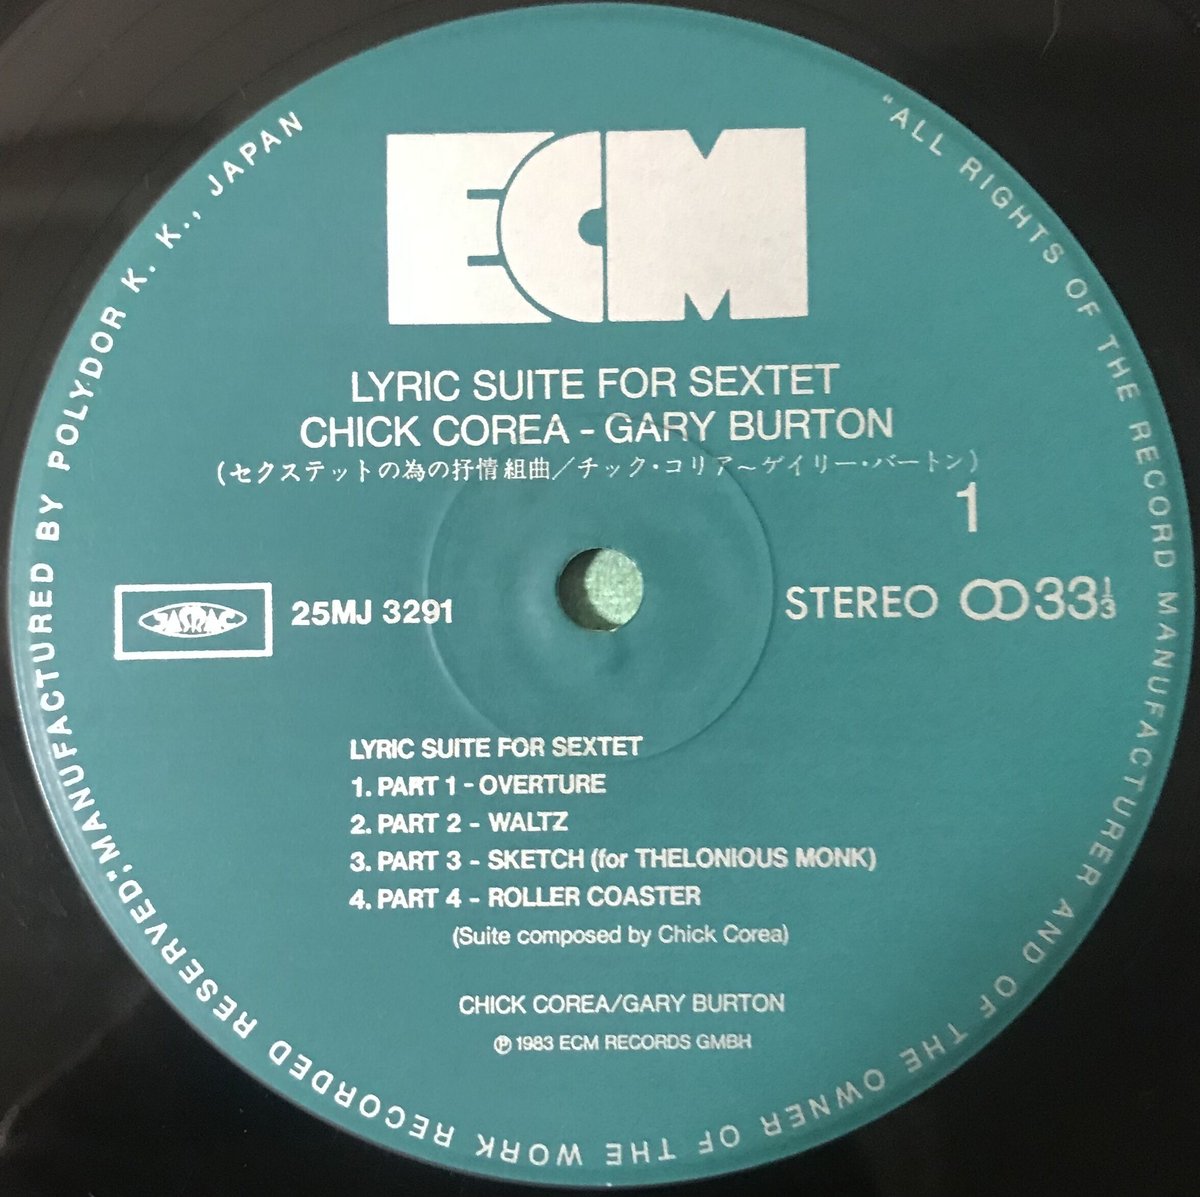 ECM
LYRIC SUITE FOR SEXTET
CHICK COREA - GARY BURTON
(セクステットの為の抒情組曲／チック・コリア〜ゲイリー・バートン)
1
JASRAC
25MJ 3291
STEREO 33 1/3
LYRIC SUITE FOR SEXTET
1. PART 1 - OVERTURE
2. PART 2 - WALTZ
3. PART 3 - SKETCH (for THELONIOUS MONK)
4. PART 4 - ROLLER COASTER
(Suite composed by Chick Corea)
CHICK COREA/GARY BURTON
℗ 1983 ECM RECORDS GMBH
"ALL RIGHTS OF THE RECORD MANUFACTURER AND OF THE OWNER OF THE WORK RECORDED RESERVED," MANUFACTURED BY POLYDOR K. K., JAPAN